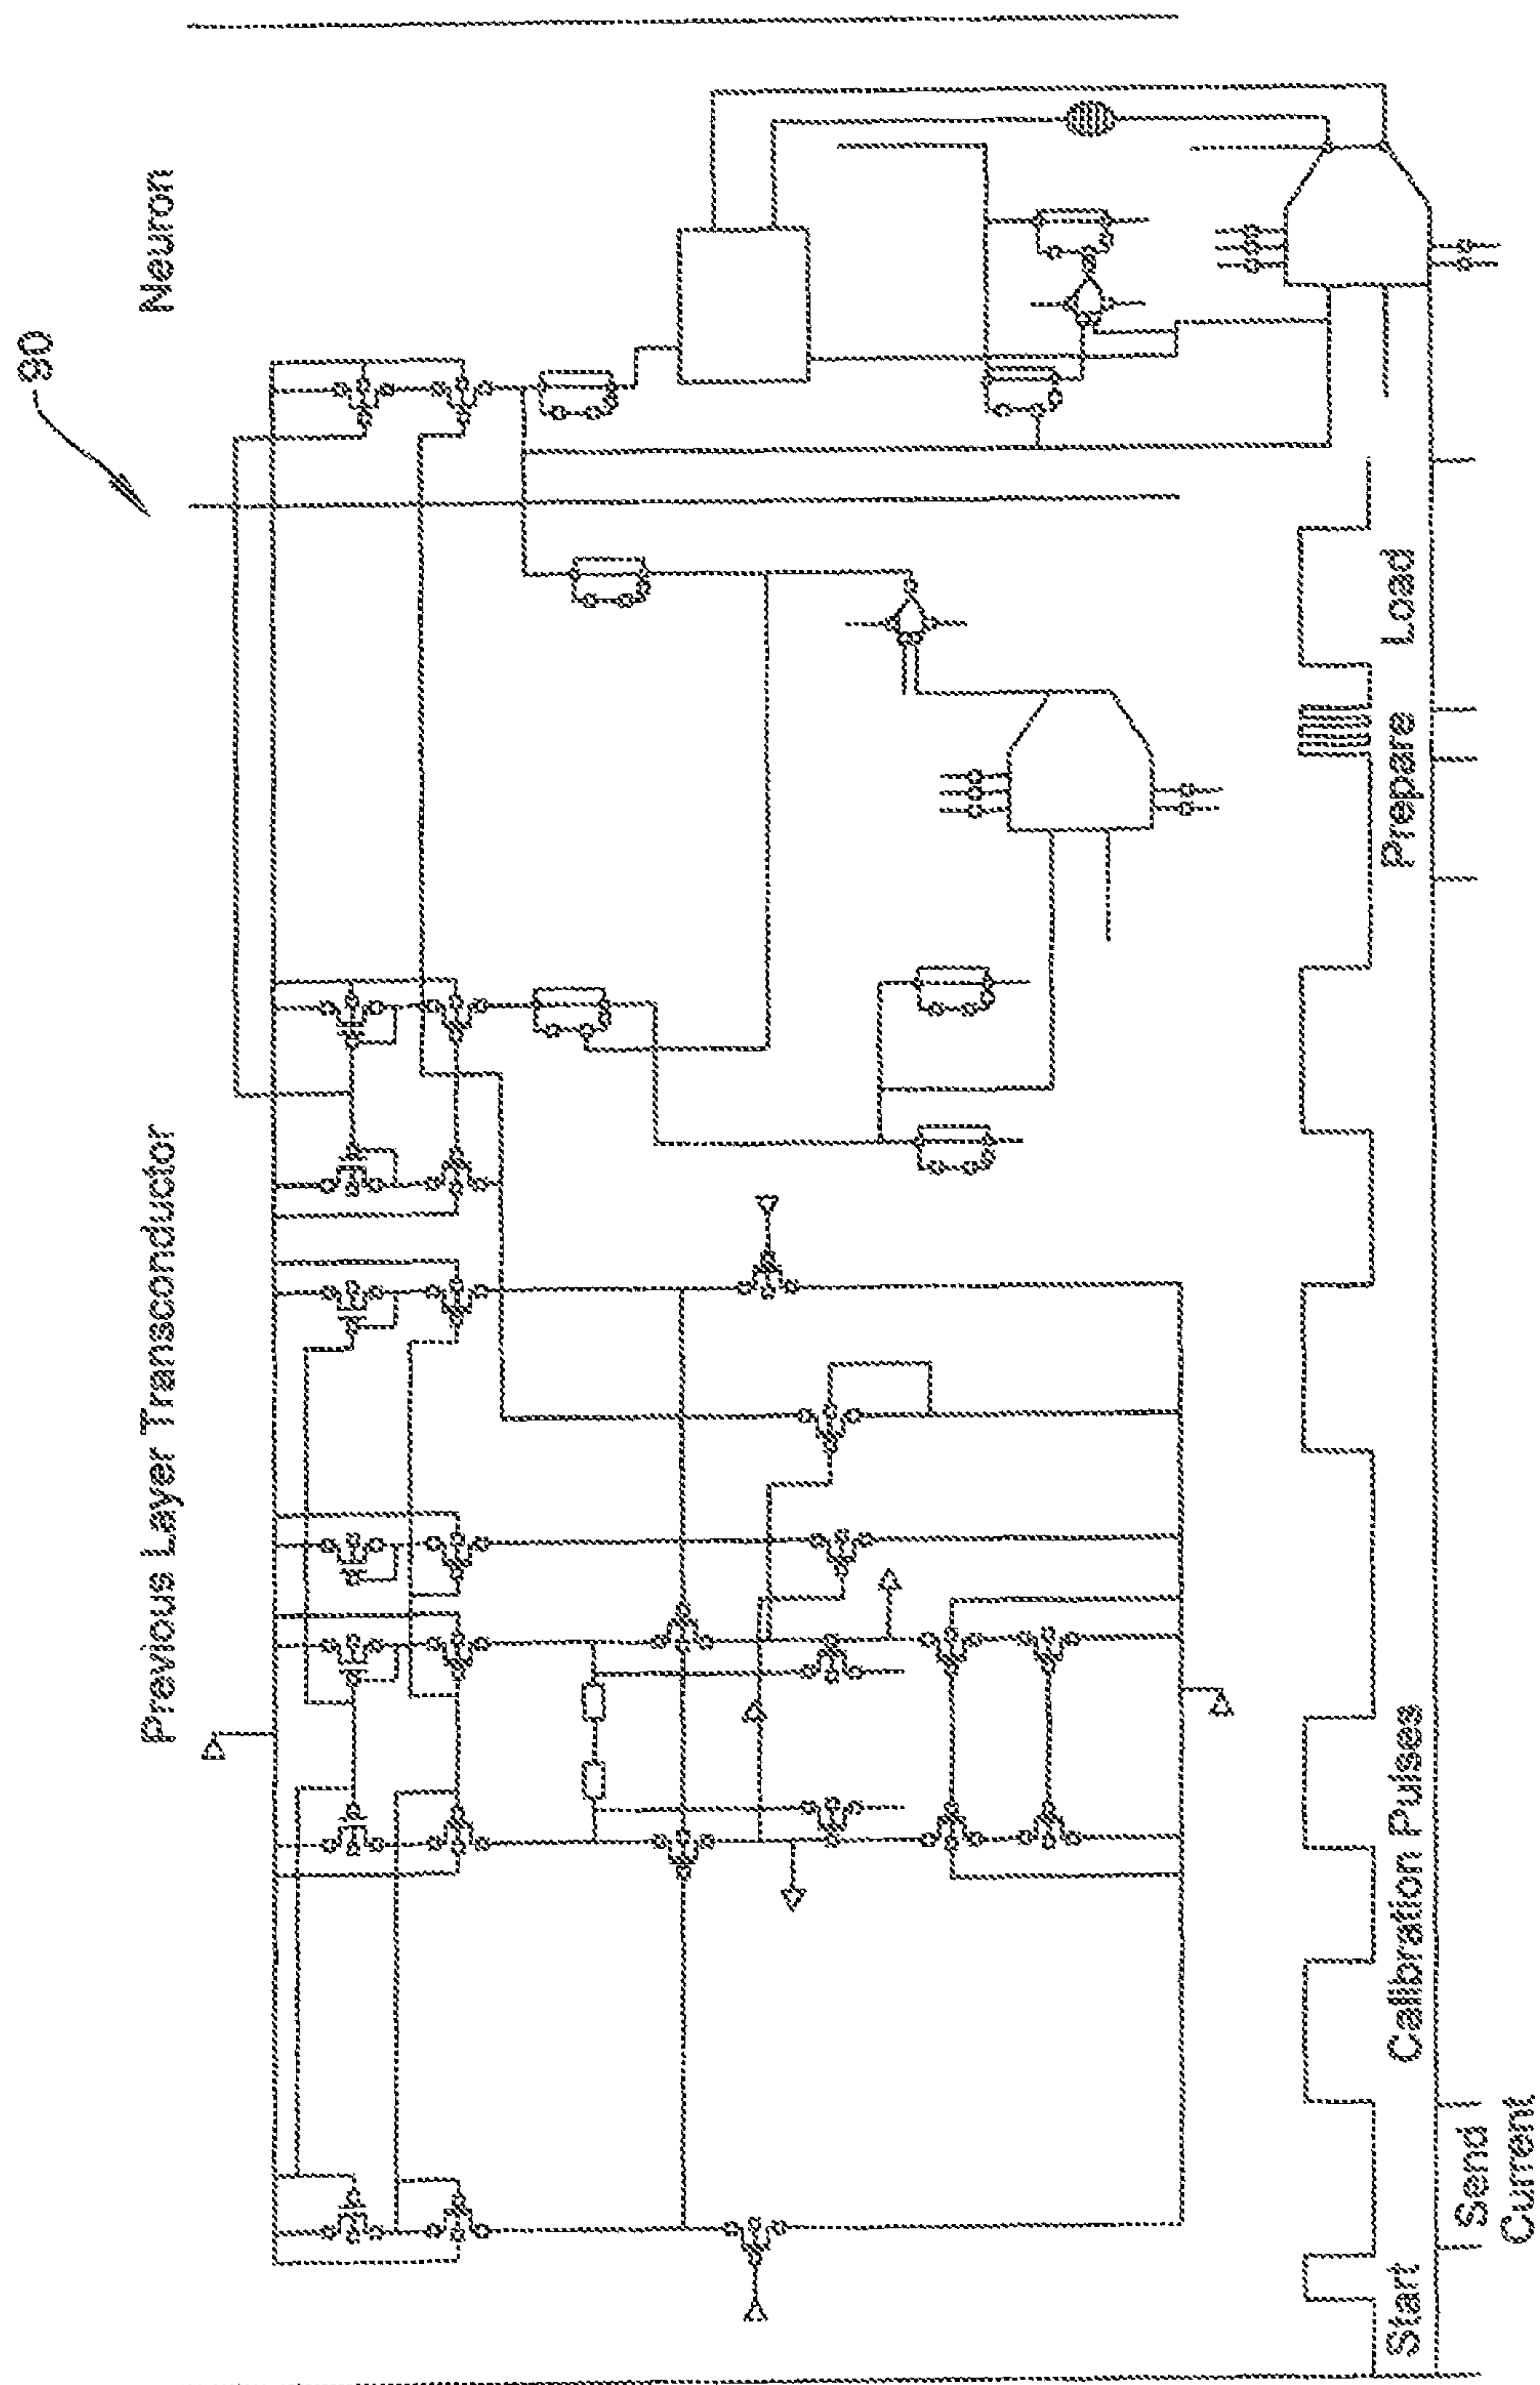 90
Previous Layer Transconductor
Neuron
Start
Calibration Pulses
Prepare
Load
Send
Current